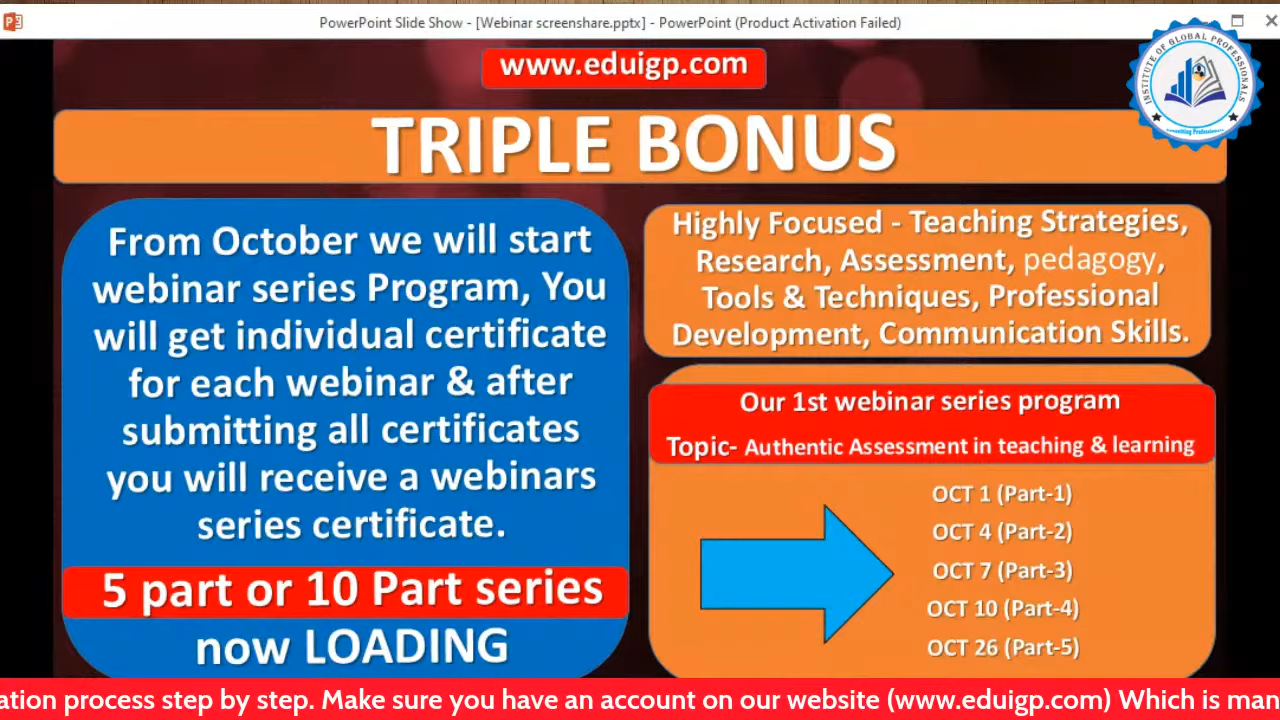 PowerPoint Slide Show - [Webinar screenshare.pptx] - PowerPoint (Product Activation Failed)
www.eduigp.com
INSTITUTE OF GLOBAL PROFESSIONALS
Accounting Professionals
TRIPLE BONUS
From October we will start
webinar series Program, You
will get individual certificate
for each webinar & after
submitting all certificates
you will receive a webinars
series certificate.
5 part or 10 Part series
now LOADING
Highly Focused - Teaching Strategies,
Research, Assessment, pedagogy,
Tools & Techniques, Professional
Development, Communication Skills.
Our 1st webinar series program
Topic- Authentic Assessment in teaching & learning
OCT 1 (Part-1)
OCT 4 (Part-2)
OCT 7 (Part-3)
OCT 10 (Part-4)
OCT 26 (Part-5)
ation process step by step. Make sure you have an account on our website (www.eduigp.com) Which is man